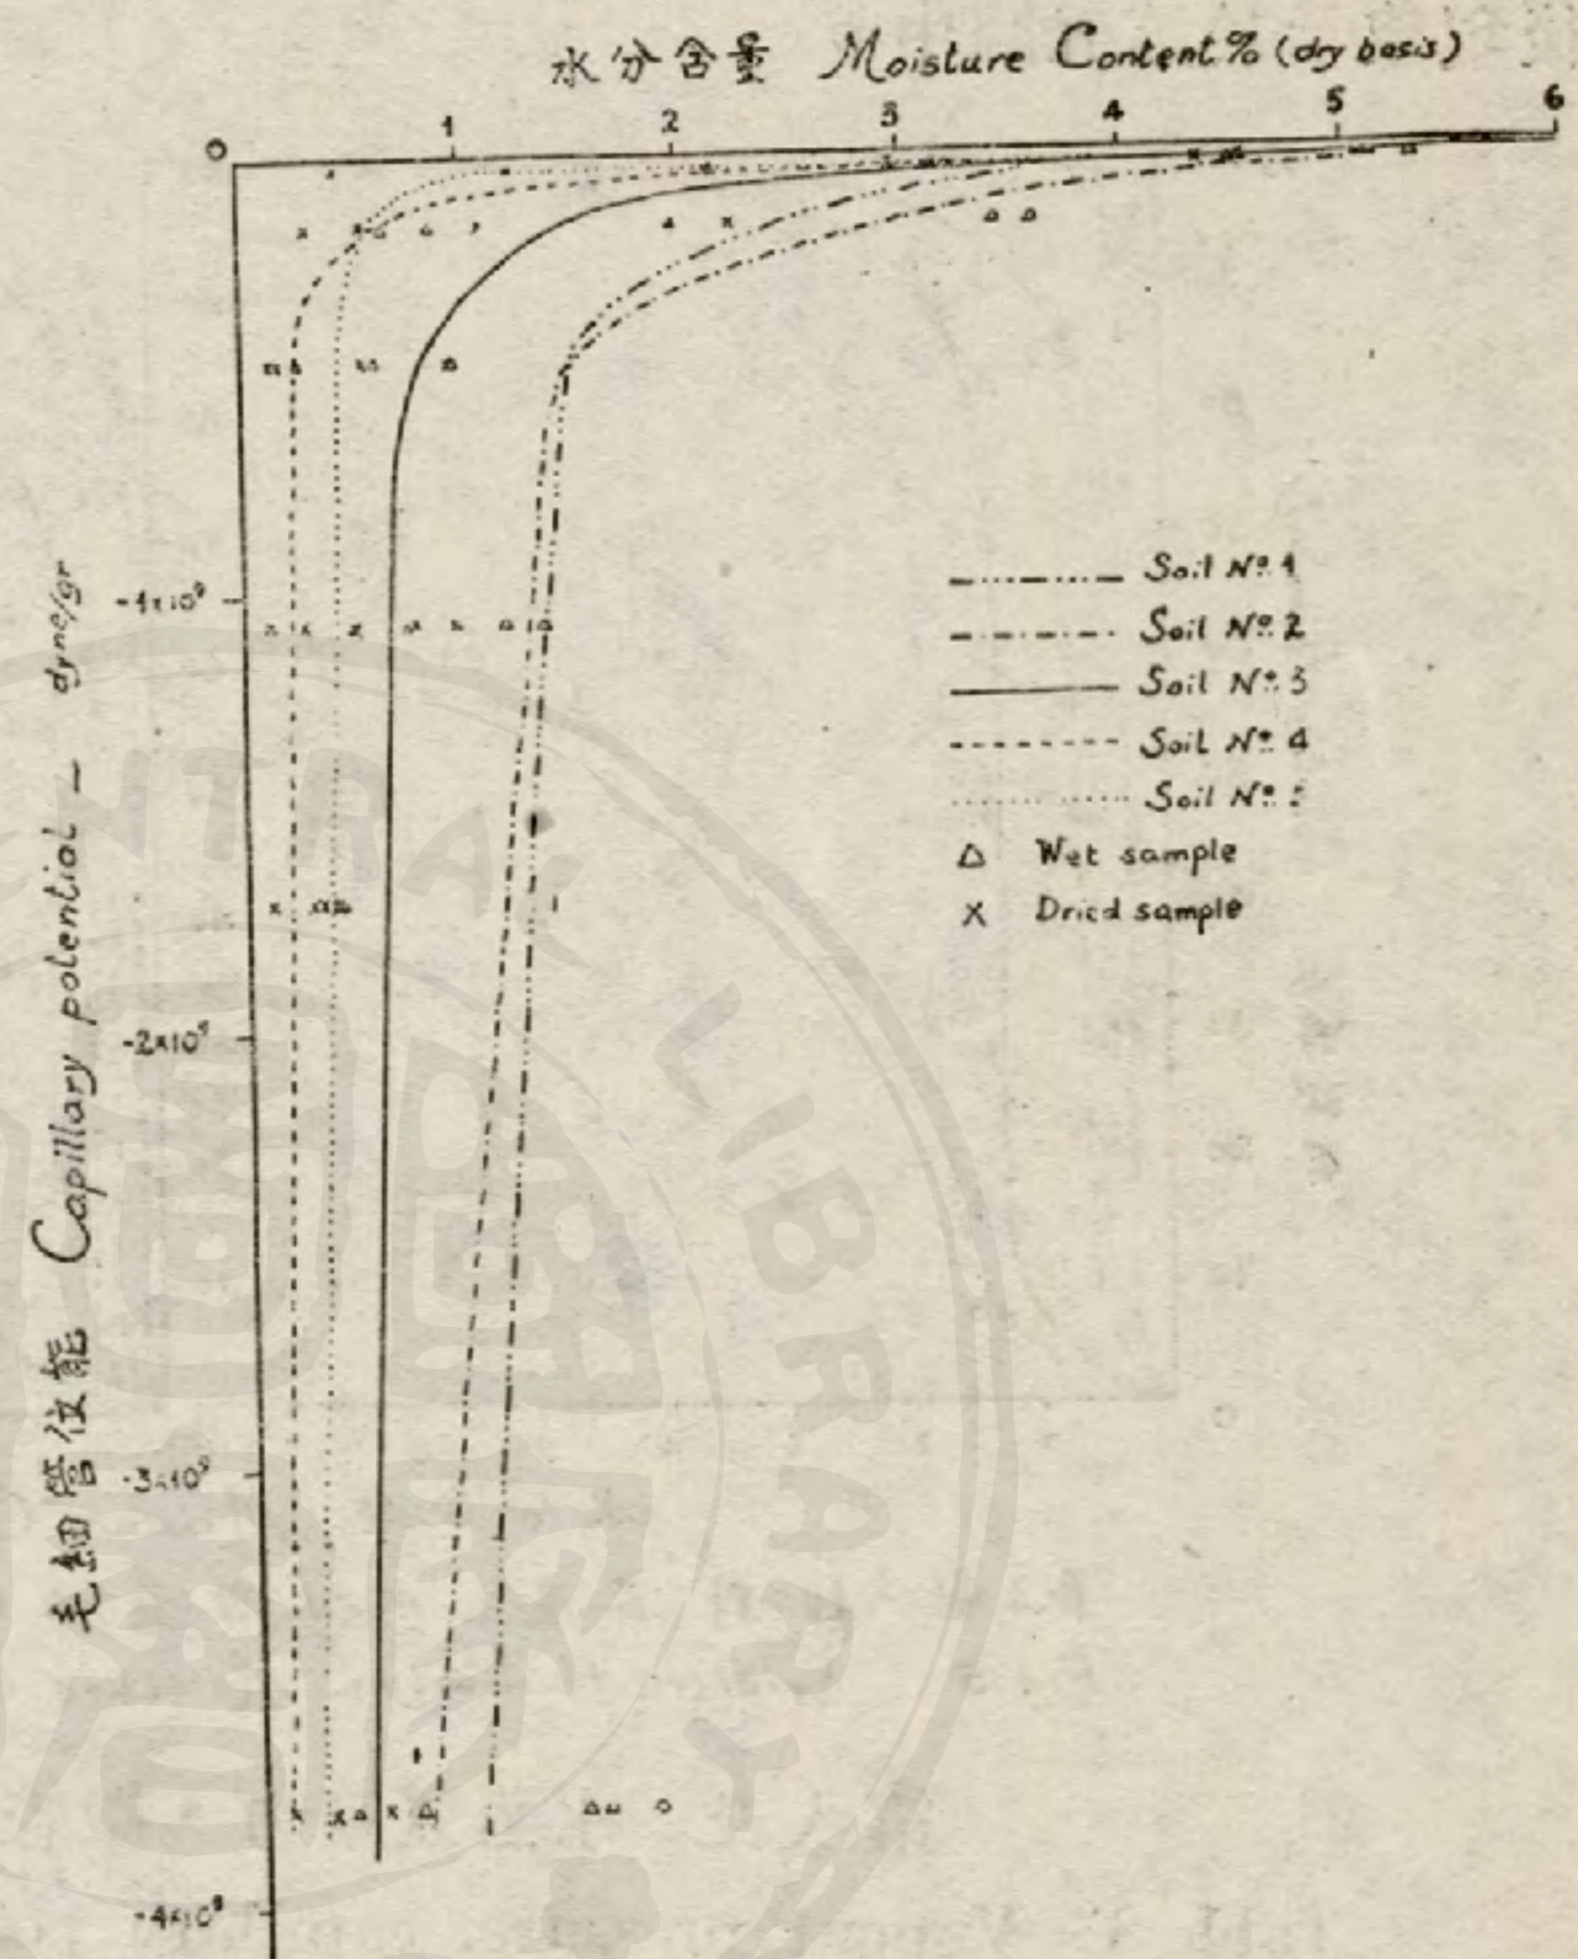 水分含量 Moisture Content % (dry basis)
0 1 2 3 4 5 6
-1×10⁹
-2×10⁹
-3×10⁹
-4×10⁹
毛細管位能 Capillary potential — dyne/gr
Soil Nº 1
Soil Nº 2
Soil Nº 3
Soil Nº 4
Soil Nº
△ Wet sample
X Dried sample
CENTRAL LIBRARY